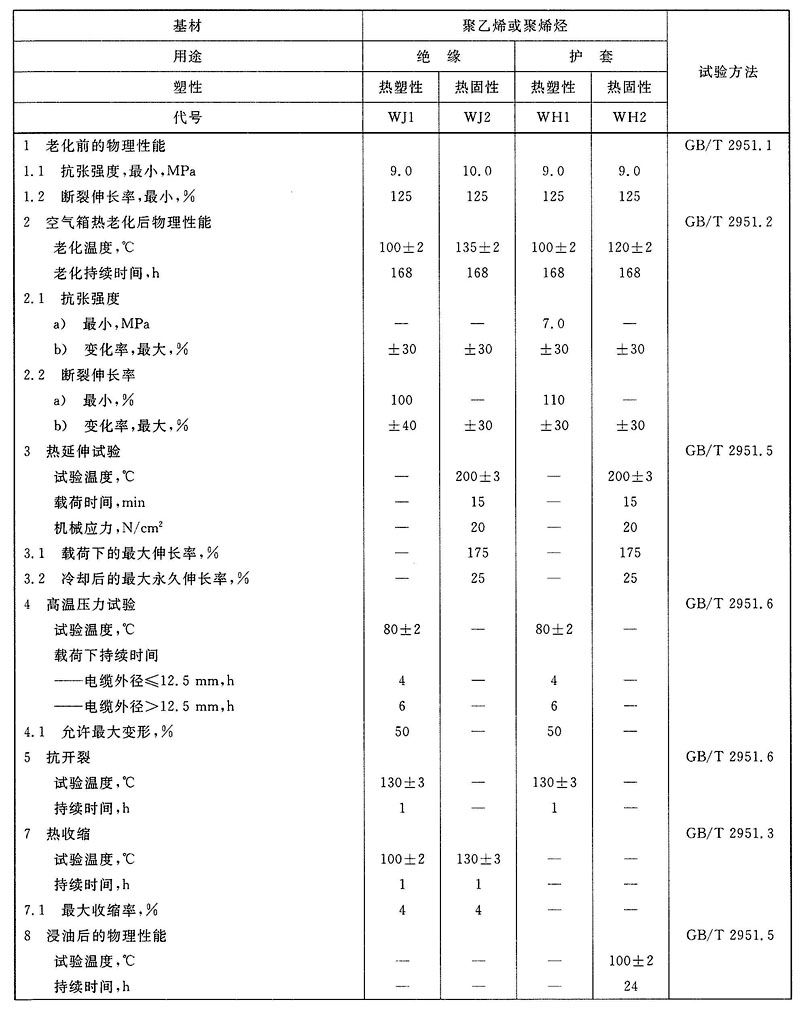 基材 聚乙烯或聚烯烃 试验方法
用途 绝 缘 护 套
塑性 热塑性 热固性 热塑性 热固性
代号 WJ1 WJ2 WH1 WH2
1 老化前的物理性能 GB/T 2951.1
1.1 抗张强度,最小,MPa 9.0 10.0 9.0 9.0
1.2 断裂伸长率,最小,% 125 125 125 125
2 空气箱热老化后物理性能 GB/T 2951.2
老化温度,℃ 100±2 135±2 100±2 120±2
老化持续时间,h 168 168 168 168
2.1 抗张强度
a) 最小,MPa — — 7.0 —
b) 变化率,最大,% ±30 ±30 ±30 ±30
2.2 断裂伸长率
a) 最小,% 100 — 110 —
b) 变化率,最大,% ±40 ±30 ±30 ±30
3 热延伸试验 GB/T 2951.5
试验温度,℃ — 200±3 — 200±3
载荷时间,min — 15 — 15
机械应力,N/cm² — 20 — 20
3.1 载荷下的最大伸长率,% — 175 — 175
3.2 冷却后的最大永久伸长率,% — 25 — 25
4 高温压力试验 GB/T 2951.6
试验温度,℃ 80±2 — 80±2 —
载荷下持续时间
——电缆外径≤12.5 mm,h 4 — 4 —
——电缆外径>12.5 mm,h 6 — 6 —
4.1 允许最大变形,% 50 — 50 —
5 抗开裂 GB/T 2951.6
试验温度,℃ 130±3 — 130±3 —
持续时间,h 1 — 1 —
7 热收缩 GB/T 2951.3
试验温度,℃ 100±2 130±3 — —
持续时间,h 1 1 — —
7.1 最大收缩率,% 4 4 — —
8 浸油后的物理性能 GB/T 2951.5
试验温度,℃ — — — 100±2
持续时间,h — — — 24